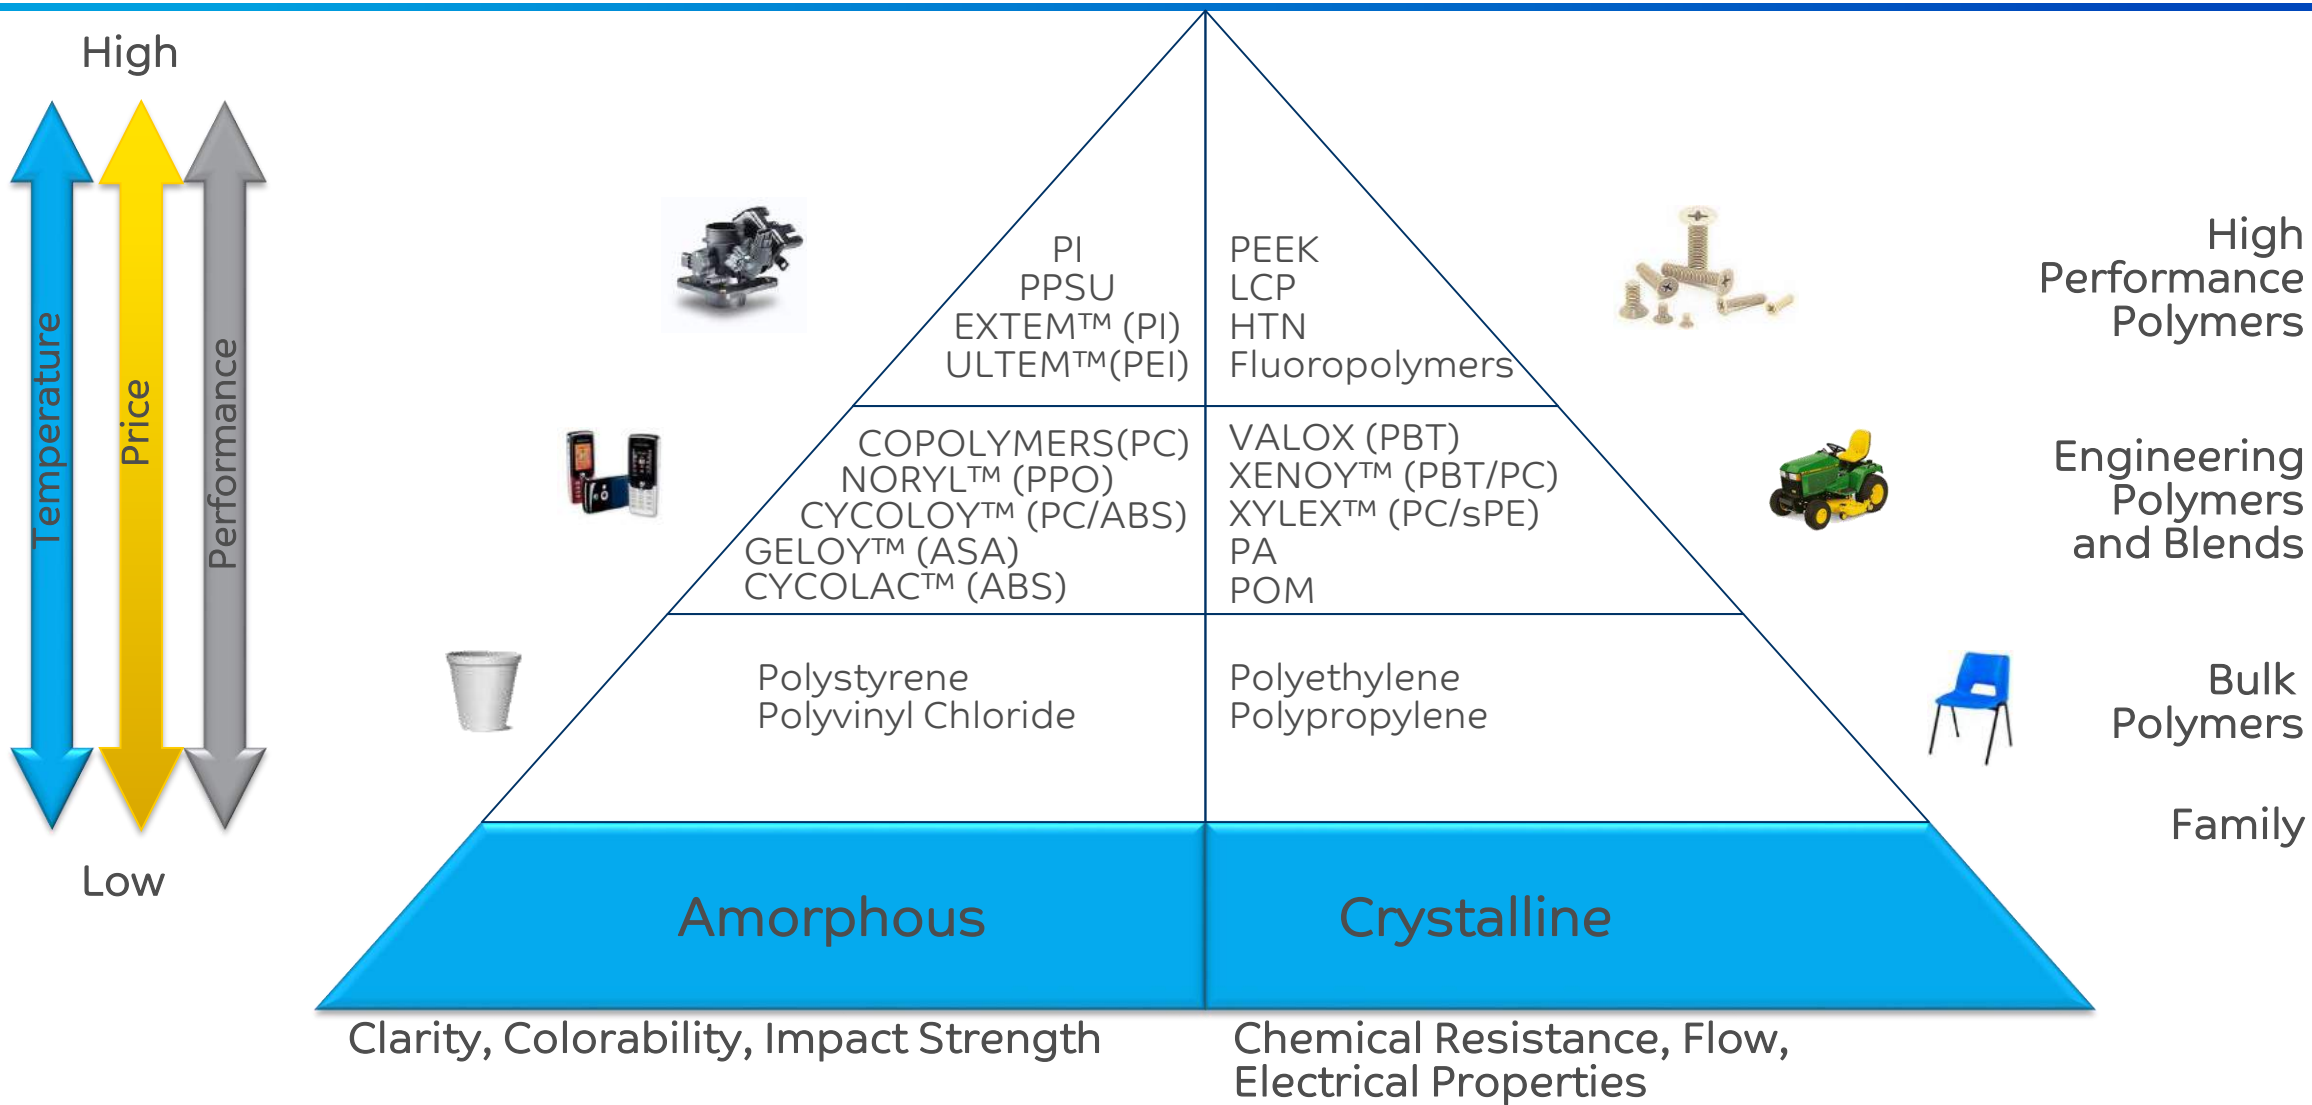 High
Temperature
Price
Performance
Low
PI
PPSU
EXTEM™ (PI)
ULTEM™(PEI)
PEEK
LCP
HTN
Fluoropolymers
High
Performance
Polymers
COPOLYMERS(PC)
NORYL™ (PPO)
CYCOLOY™ (PC/ABS)
GELOY™ (ASA)
CYCOLAC™ (ABS)
VALOX (PBT)
XENOY™ (PBT/PC)
XYLEX™ (PC/sPE)
PA
POM
Engineering
Polymers
and Blends
Polystyrene
Polyvinyl Chloride
Polyethylene
Polypropylene
Bulk
Polymers
Family
Amorphous
Crystalline
Clarity, Colorability, Impact Strength
Chemical Resistance, Flow,
Electrical Properties